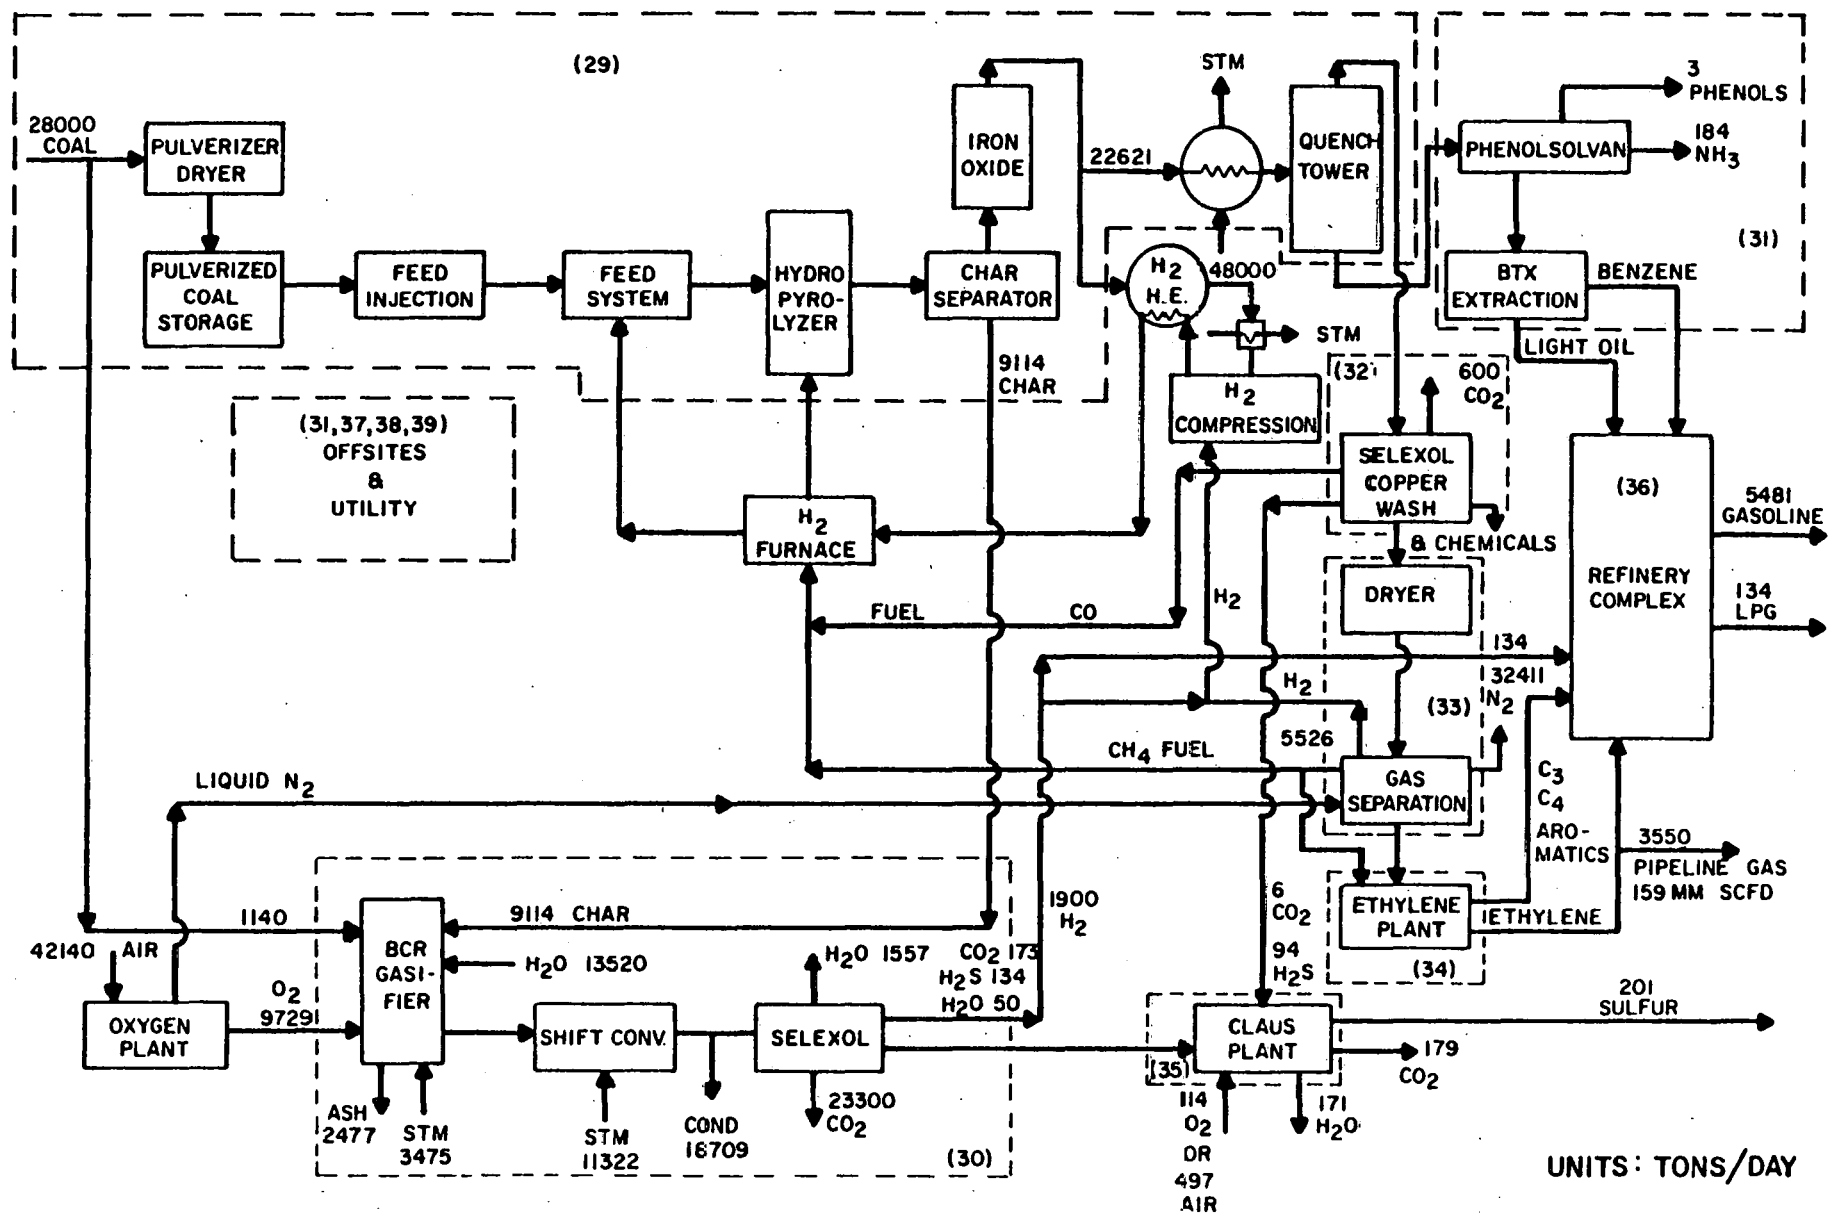 (29)
28000
COAL
PULVERIZER
DRYER
PULVERIZED
COAL
STORAGE
FEED
INJECTION
FEED
SYSTEM
HYDRO
PYRO-
LYZER
CHAR
SEPARATOR
IRON
OXIDE
22621
STM
QUENCH
TOWER
48000
H2
H.E.
STM
H2
COMPRESSION
9114
CHAR
3
PHENOLS
PHENOLSOLVAN
184
NH3
(31)
BTX
EXTRACTION
BENZENE
LIGHT OIL
(32)
600
CO2
SELEXOL
COPPER
WASH
& CHEMICALS
(31,37,38,39)
OFFSITES
&
UTILITY
H2
FURNACE
FUEL
CO
H2
DRYER
(36)
REFINERY
COMPLEX
5481
GASOLINE
134
LPG
134
32411
N2
H2
(33)
5526
CH4 FUEL
GAS
SEPARATION
LIQUID N2
C3
C4
ARO-
MATICS
3550
PIPELINE GAS
159 MM SCFD
ETHYLENE
PLANT
1ETHYLENE
(34)
6
CO2
94
H2S
1900
H2
1140
42140 AIR
OXYGEN
PLANT
O2
9729
BCR
GASI-
FIER
9114 CHAR
H2O 13520
H2O 1557
CO2 173
H2S 134
H2O 50
SHIFT CONV.
SELEXOL
CLAUS
PLANT
(35)
201
SULFUR
179
CO2
ASH
2477
STM
3475
STM
11322
COND
18709
23300
CO2
(30)
114
O2
OR
497
AIR
171
H2O
UNITS: TONS/DAY